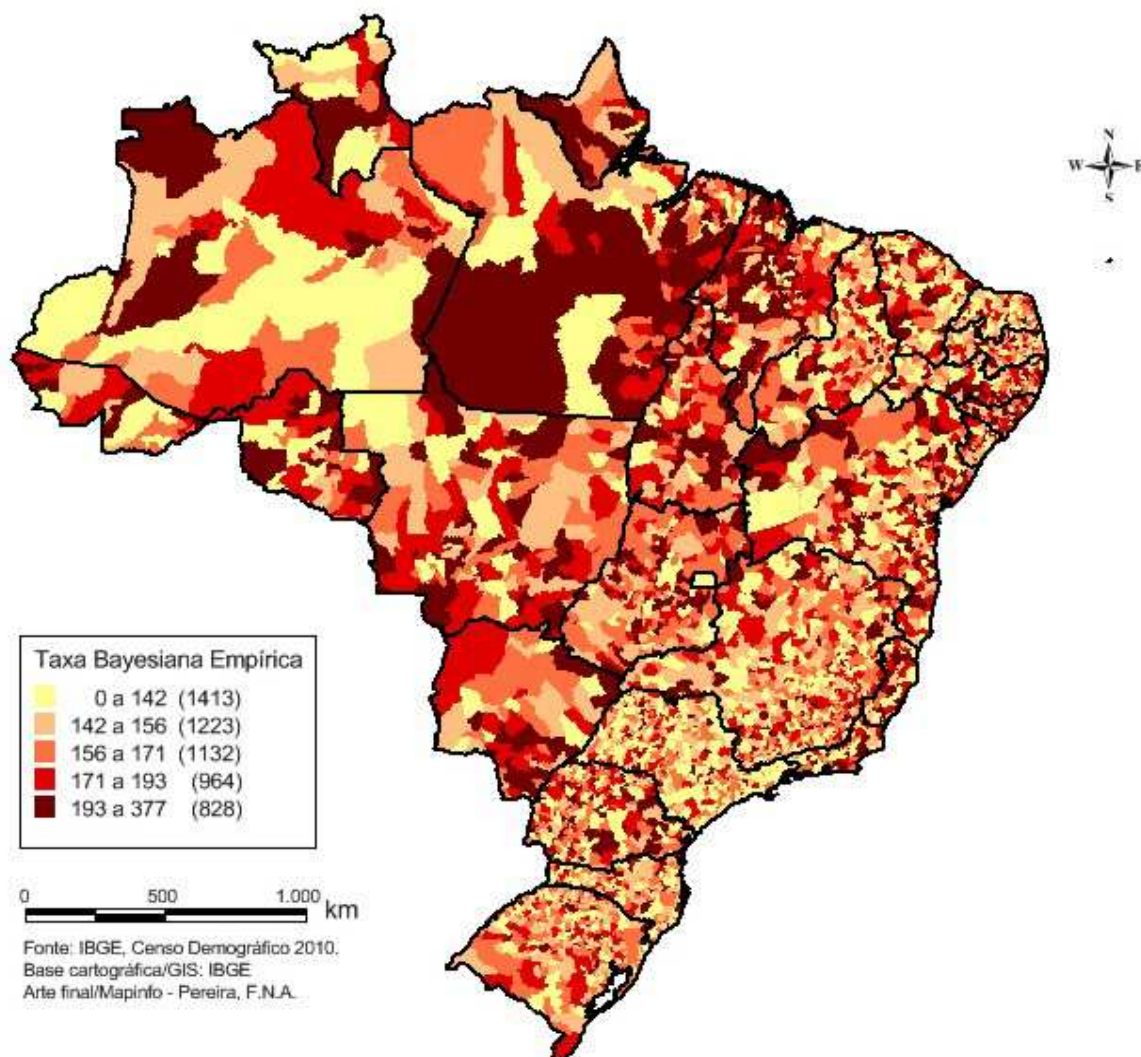 N
W E
S
Taxa Bayesiana Empírica
0 a 142 (1413)
142 a 156 (1223)
156 a 171 (1132)
171 a 193 (964)
193 a 377 (828)
0 500 1.000 km
Fonte: IBGE, Censo Demográfico 2010.
Base cartográfica/GIS: IBGE
Arte final/Mapinfo - Pereira, F.N.A.